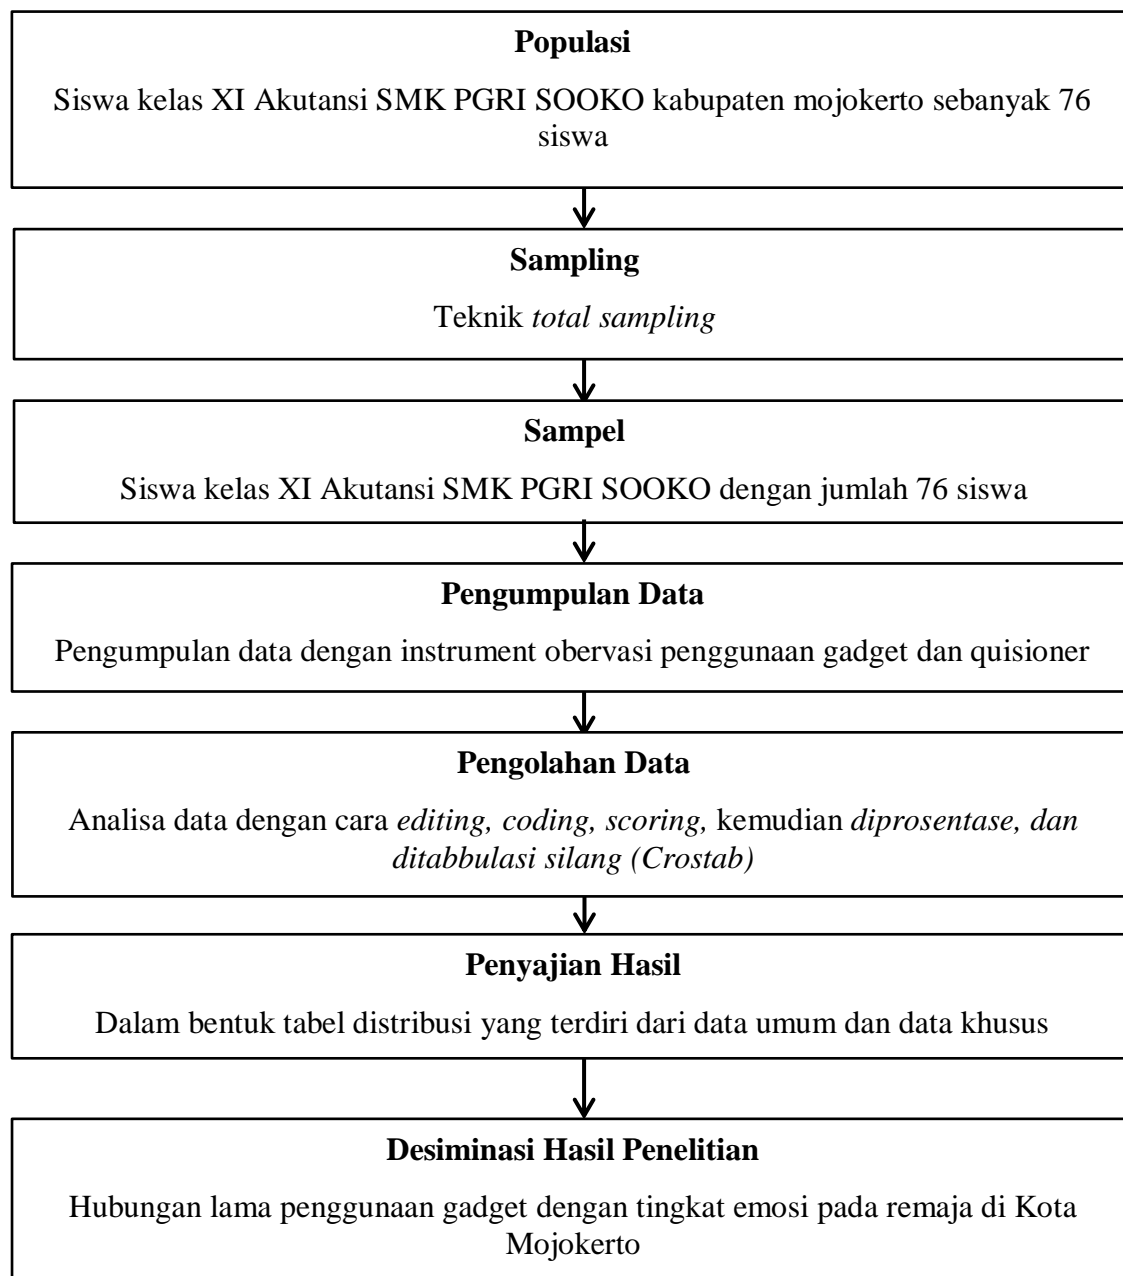 Populasi
Siswa kelas XI Akutansi SMK PGRI SOOKO kabupaten mojokerto sebanyak 76
siswa
Sampling
Teknik total sampling
Sampel
Siswa kelas XI Akutansi SMK PGRI SOOKO dengan jumlah 76 siswa
Pengumpulan Data
Pengumpulan data dengan instrument obervasi penggunaan gadget dan quisioner
Pengolahan Data
Analisa data dengan cara editing, coding, scoring, kemudian diprosentase, dan
ditabbulasi silang (Crostab)
Penyajian Hasil
Dalam bentuk tabel distribusi yang terdiri dari data umum dan data khusus
Desiminasi Hasil Penelitian
Hubungan lama penggunaan gadget dengan tingkat emosi pada remaja di Kota
Mojokerto